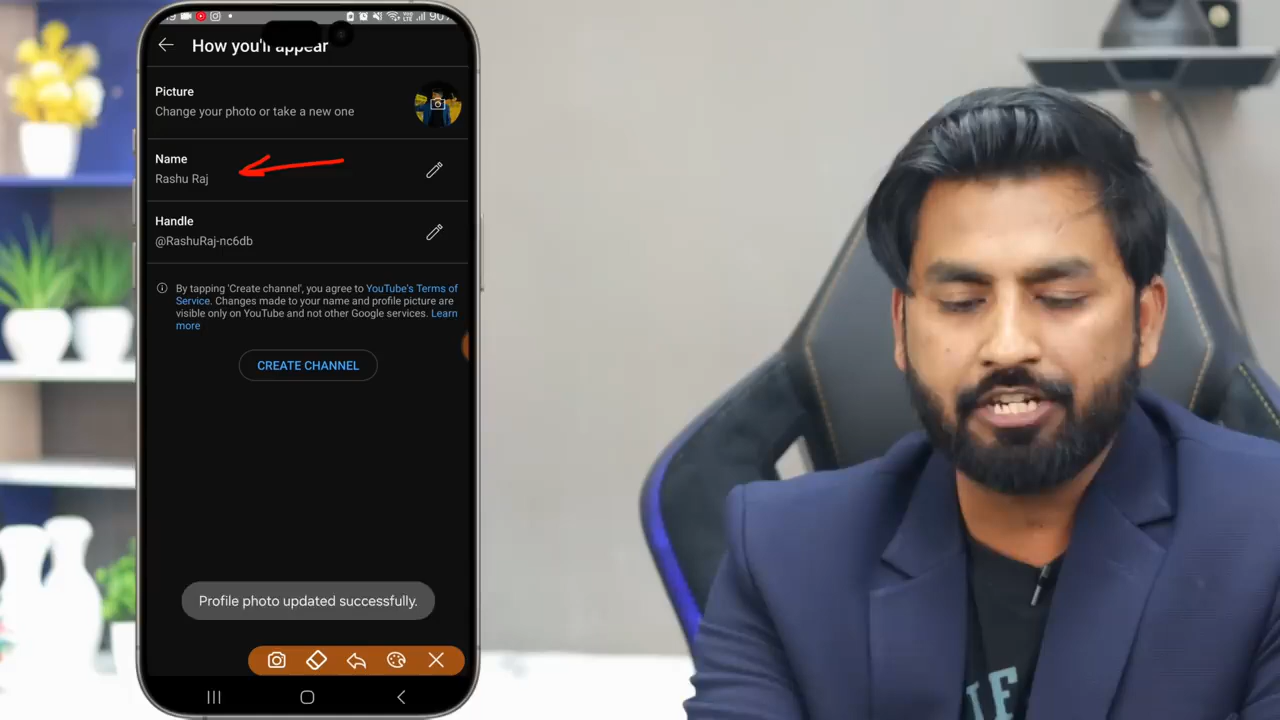 How you'll appear
Picture
Change your photo or take a new one
Name
Rashu Raj
Handle
@RashuRaj-nc6db
By tapping 'Create channel', you agree to YouTube's Terms of
Service. Changes made to your name and profile picture are
visible only on YouTube and not other Google services. Learn
more
CREATE CHANNEL
Profile photo updated successfully.